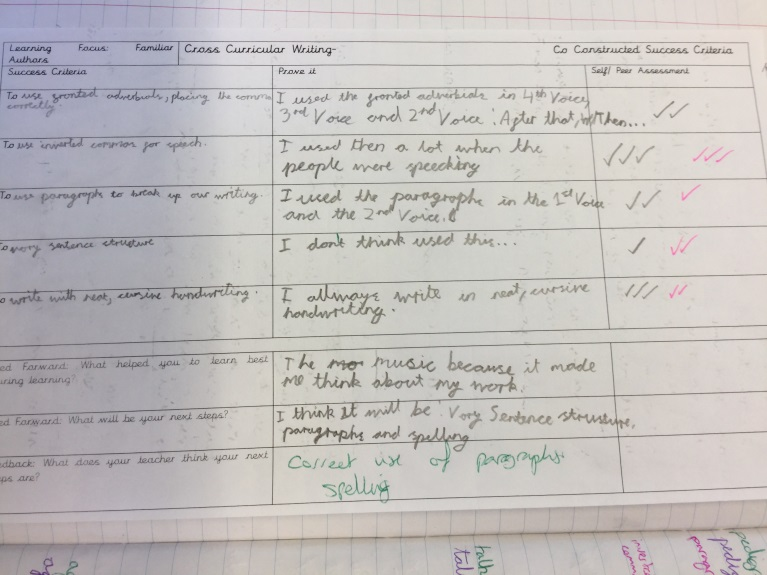 Learning Focus: Familiar Authors
Cross Curricular Writing-
Co Constructed Success Criteria
Success Criteria
Prove it
Self/ Peer Assessment
To use fronted adverbials, placing the comma correctly.
I used the fronted adverbials in 4th Voice,
3rd Voice and 2nd Voice. After that, Then...
To use inverted commas for speech.
I used then a lot when the
people were speecking
To use paragraphs to break up our writing.
I used the paragraphs in the 1st Voice
and the 2nd Voice.
To vary sentence structure
I don't think used this...
o write with neat, cursive handwriting.
I allways write in neat, cursive
handwriting.
ed Forward: What helped you to learn best
uring learning?
The music because it made
me think about my work.
ed Forward: What will be your next steps?
I think it will be: Vary Sentence structure,
paragraphs and spelling
edback: What does your teacher think your next
ps are?
Correct use of paragraphs.
spelling